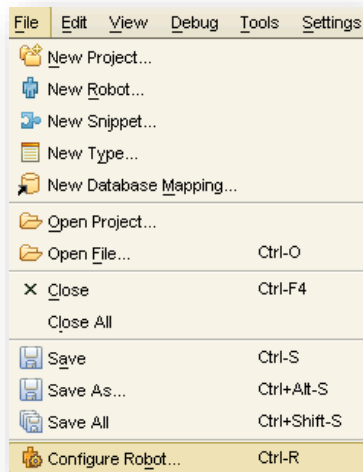 File Edit View Debug Tools Settings
New Project...
New Robot...
New Snippet...
New Type...
New Database Mapping...
Open Project...
Open File... Ctrl-O
Close Ctrl-F4
Close All
Save Ctrl-S
Save As... Ctrl+Alt-S
Save All Ctrl+Shift-S
Configure Robot... Ctrl-R